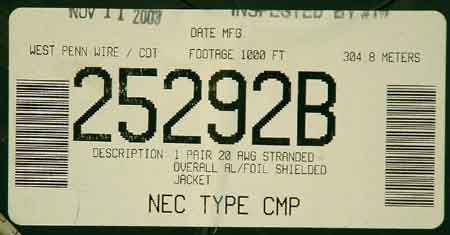 NOV 11 2003 INSPECTED BY
DATE MFG
WEST PENN WIRE / CDT FOOTAGE 1000 FT 304.8 METERS
25292B
DESCRIPTION 1 PAIR 20 AWG STRANDED
OVERALL AL/FOIL SHIELDED
JACKET
NEC TYPE CMP